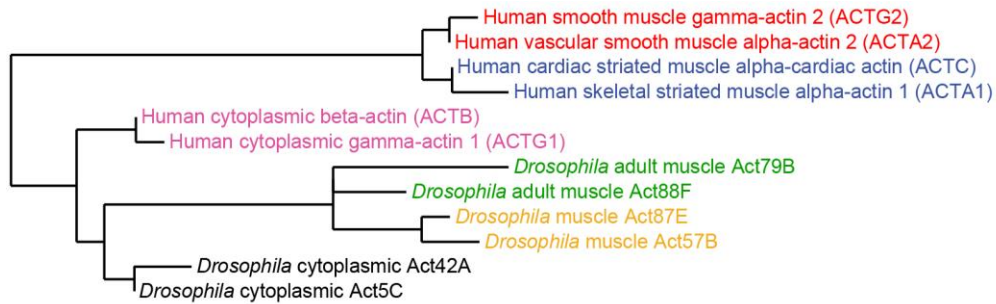 Human smooth muscle gamma-actin 2 (ACTG2)
Human vascular smooth muscle alpha-actin 2 (ACTA2)
Human cardiac striated muscle alpha-cardiac actin (ACTC)
Human skeletal striated muscle alpha-actin 1 (ACTA1)
Human cytoplasmic beta-actin (ACTB)
Human cytoplasmic gamma-actin 1 (ACTG1)
Drosophila adult muscle Act79B
Drosophila adult muscle Act88F
Drosophila muscle Act87E
Drosophila muscle Act57B
Drosophila cytoplasmic Act42A
Drosophila cytoplasmic Act5C